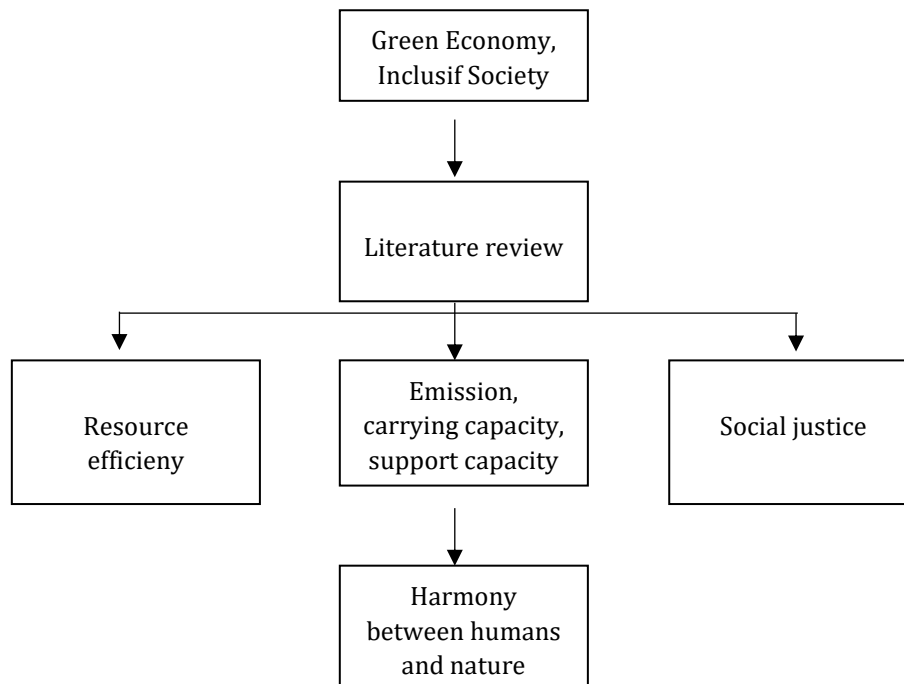 Green Economy,
Inclusif Society
Literature review
Resource
efficieny
Emission,
carrying capacity,
support capacity
Social justice
Harmony
between humans
and nature